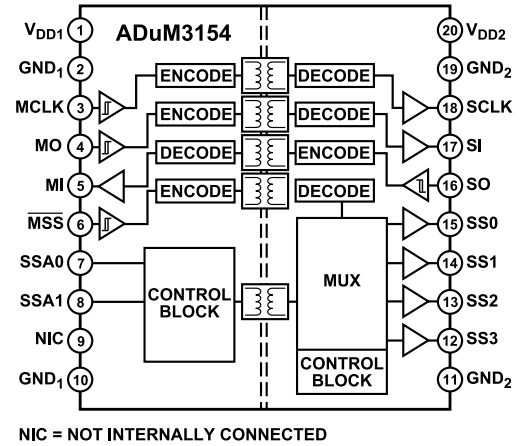 ADuM3154
VDD1 1
GND1 2
MCLK 3
MO 4
MI 5
MSS 6
SSA0 7
SSA1 8
NIC 9
GND1 10
ENCODE DECODE
ENCODE DECODE
DECODE ENCODE
ENCODE DECODE
CONTROL
BLOCK
MUX
CONTROL
BLOCK
20 VDD2
19 GND2
18 SCLK
17 SI
16 SO
15 SS0
14 SS1
13 SS2
12 SS3
11 GND2
NIC = NOT INTERNALLY CONNECTED